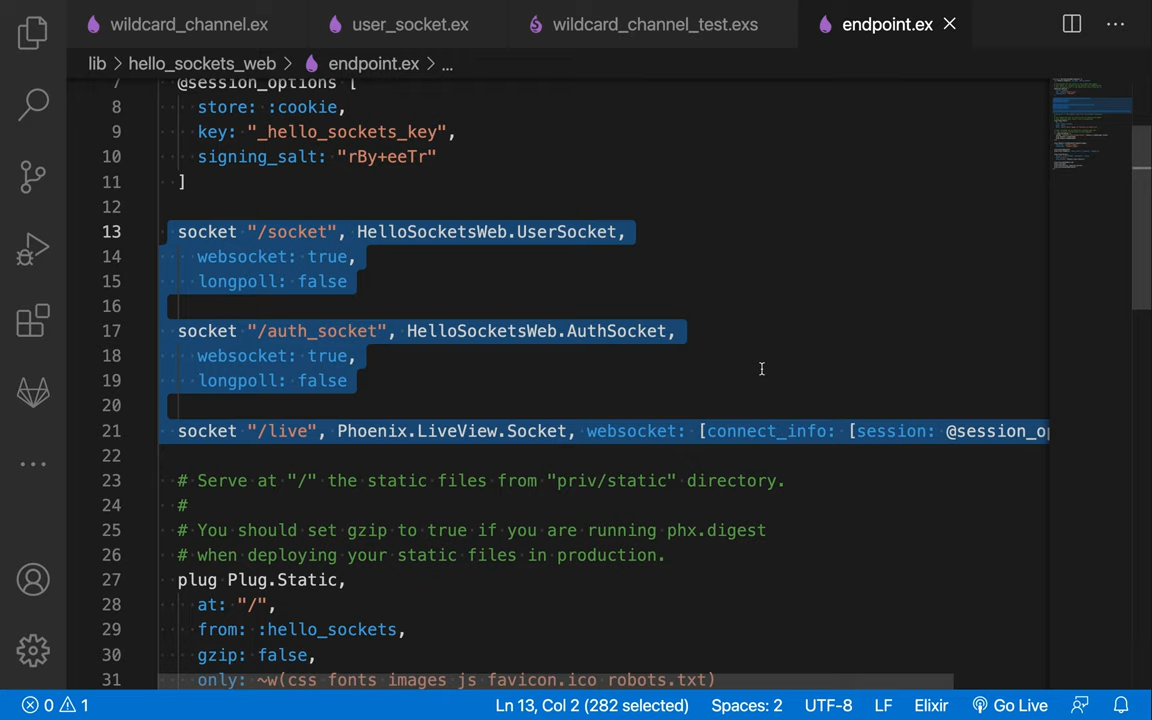 wildcard_channel.ex user_socket.ex wildcard_channel_test.exs endpoint.ex
lib > hello_sockets_web > endpoint.ex > ...
7 @session_options [
8 store: :cookie,
9 key: "_hello_sockets_key",
10 signing_salt: "rBy+eeTr"
11 ]
12
13 socket "/socket", HelloSocketsWeb.UserSocket,
14 websocket: true,
15 longpoll: false
16
17 socket "/auth_socket", HelloSocketsWeb.AuthSocket,
18 websocket: true,
19 longpoll: false
20
21 socket "/live", Phoenix.LiveView.Socket, websocket: [connect_info: [session: @session_op
22
23 # Serve at "/" the static files from "priv/static" directory.
24 #
25 # You should set gzip to true if you are running phx.digest
26 # when deploying your static files in production.
27 plug Plug.Static,
28 at: "/",
29 from: :hello_sockets,
30 gzip: false,
31 only: ~w(css fonts images js favicon.ico robots.txt)
0 1 Ln 13, Col 2 (282 selected) Spaces: 2 UTF-8 LF Elixir Go Live